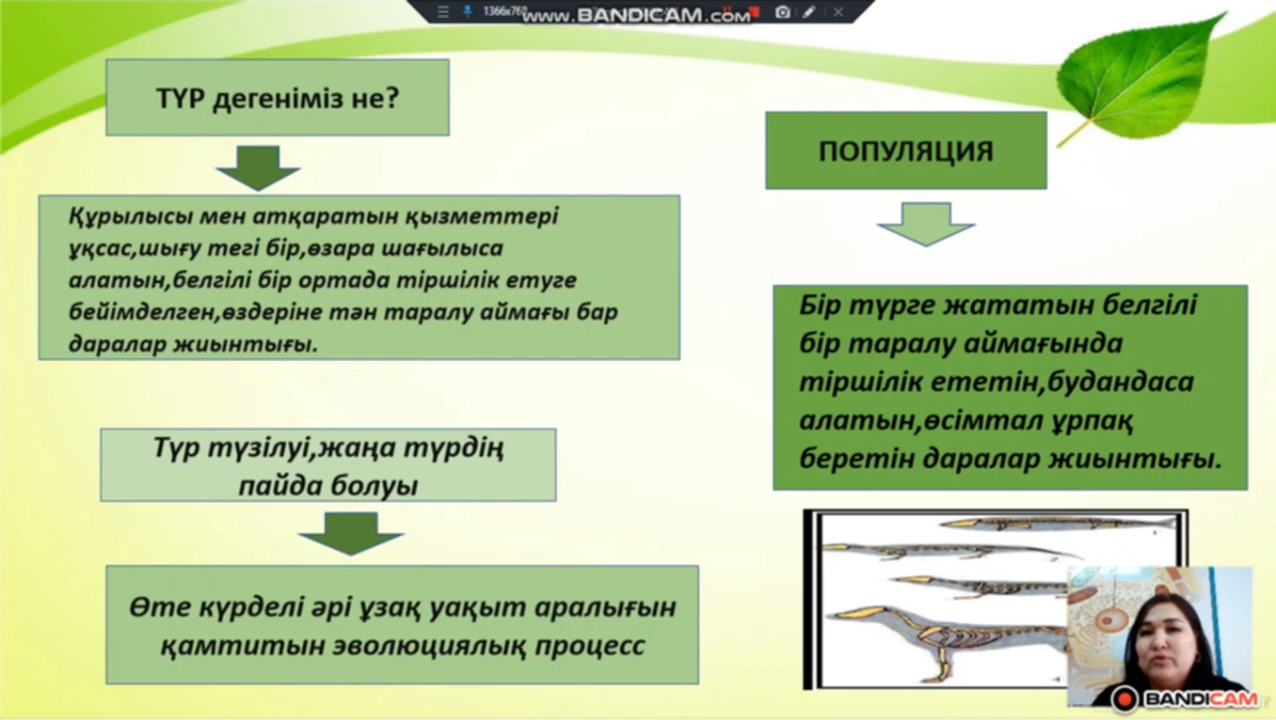 1366x768
www.BANDICAM.com
ТҮР дегеніміз не?
Құрылысы мен атқаратын қызметтері
ұқсас,шығу тегі бір,өзара шағылыса
алатын,белгілі бір ортада тіршілік етуге
бейімделген,өздеріне тән таралу аймағы бар
даралар жиынтығы.
Түр түзілуі,жаңа түрдің
пайда болуы
Өте күрделі әрі ұзақ уақыт аралығын
қамтитын эволюциялық процесс
ПОПУЛЯЦИЯ
Бір түрге жататын белгілі
бір таралу аймағында
тіршілік ететін,будандаса
алатын,өсімтал ұрпақ
беретін даралар жиынтығы.
BANDICAM